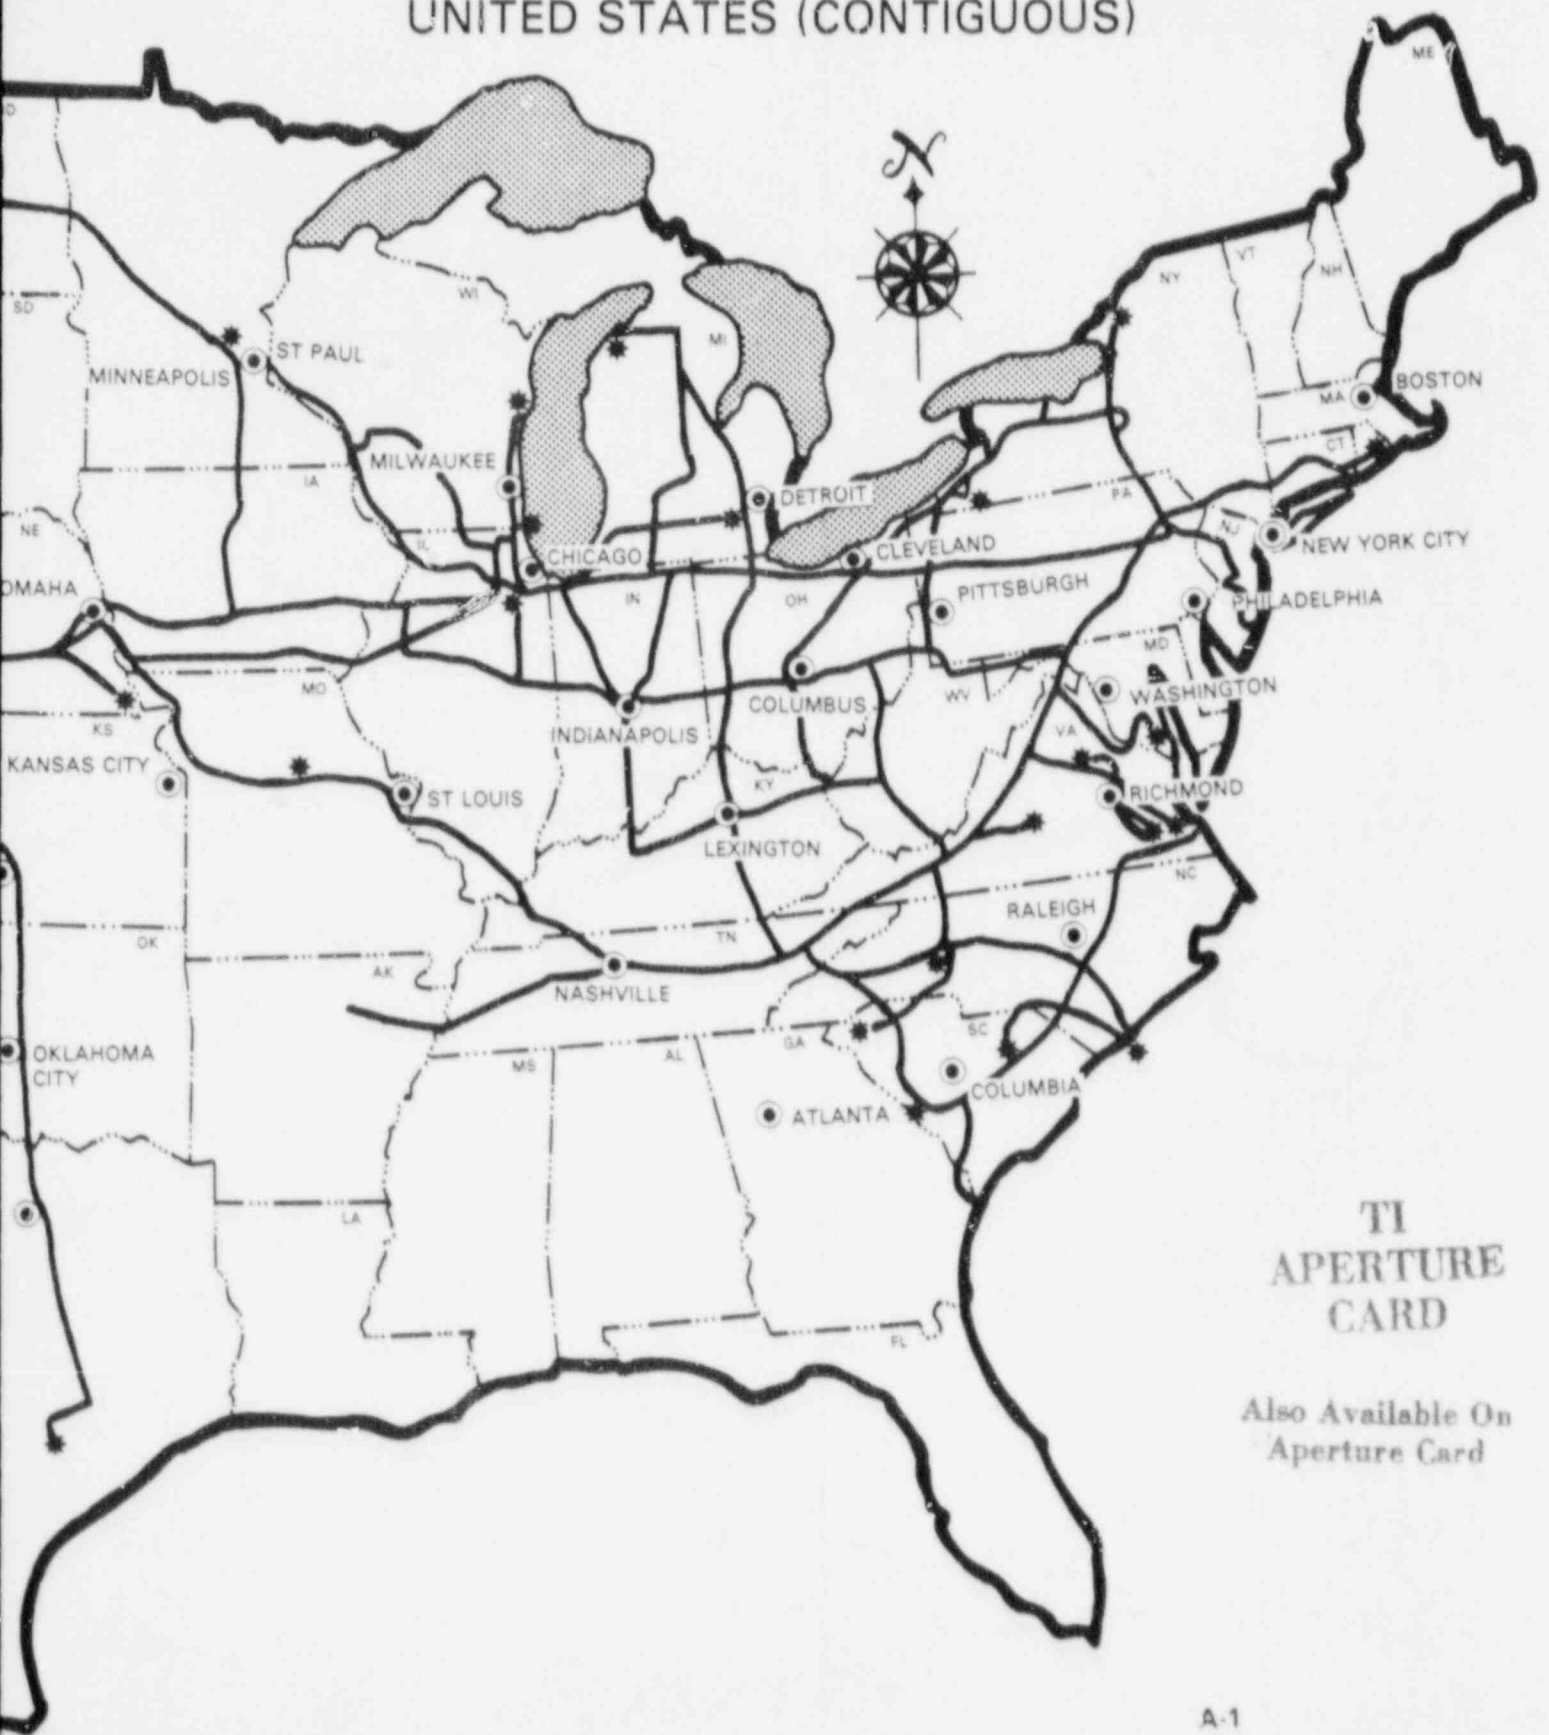 UNITED STATES (CONTIGUOUS)
ME
N
VT
NY
NH
WI
SD
MI
ST PAUL
MINNEAPOLIS
BOSTON
MA
CT
MILWAUKEE
IA
DETROIT
PA
NE
NJ
IL
CHICAGO
CLEVELAND
NEW YORK CITY
OMAHA
PITTSBURGH
IN
OH
PHILADELPHIA
MD
MO
WV
WASHINGTON
COLUMBUS
KS
INDIANAPOLIS
VA
KANSAS CITY
ST LOUIS
KY
RICHMOND
LEXINGTON
NC
RALEIGH
OK
TN
AK
NASHVILLE
SC
GA
OKLAHOMA
CITY
MS
AL
COLUMBIA
ATLANTA
LA
FL
TI
APERTURE
CARD
Also Available On
Aperture Card
A-1